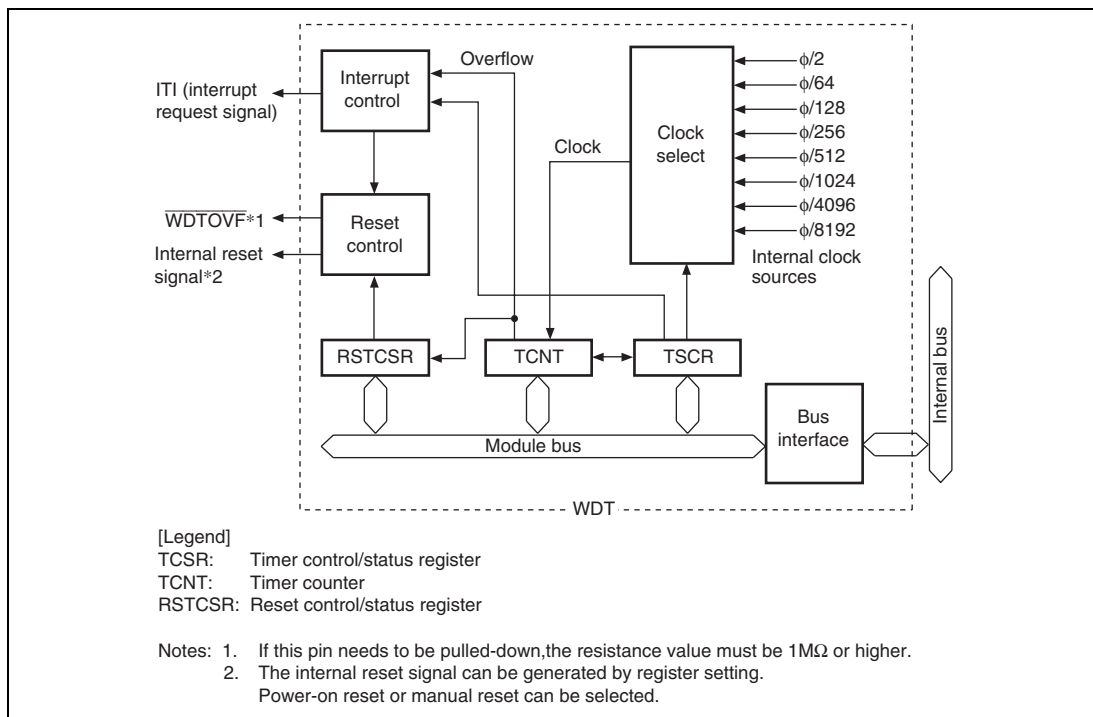 Overflow
Interrupt
control
ITI (interrupt
request signal)
φ/2
φ/64
φ/128
φ/256
φ/512
φ/1024
φ/4096
φ/8192
Clock
select
Clock
WDTOVF*1
Reset
control
Internal reset
signal*2
Internal clock
sources
RSTCSR
TCNT
TSCR
Module bus
Bus
interface
Internal bus
WDT
[Legend]
TCSR: Timer control/status register
TCNT: Timer counter
RSTCSR: Reset control/status register
Notes: 1. If this pin needs to be pulled-down,the resistance value must be 1MΩ or higher.
2. The internal reset signal can be generated by register setting.
Power-on reset or manual reset can be selected.